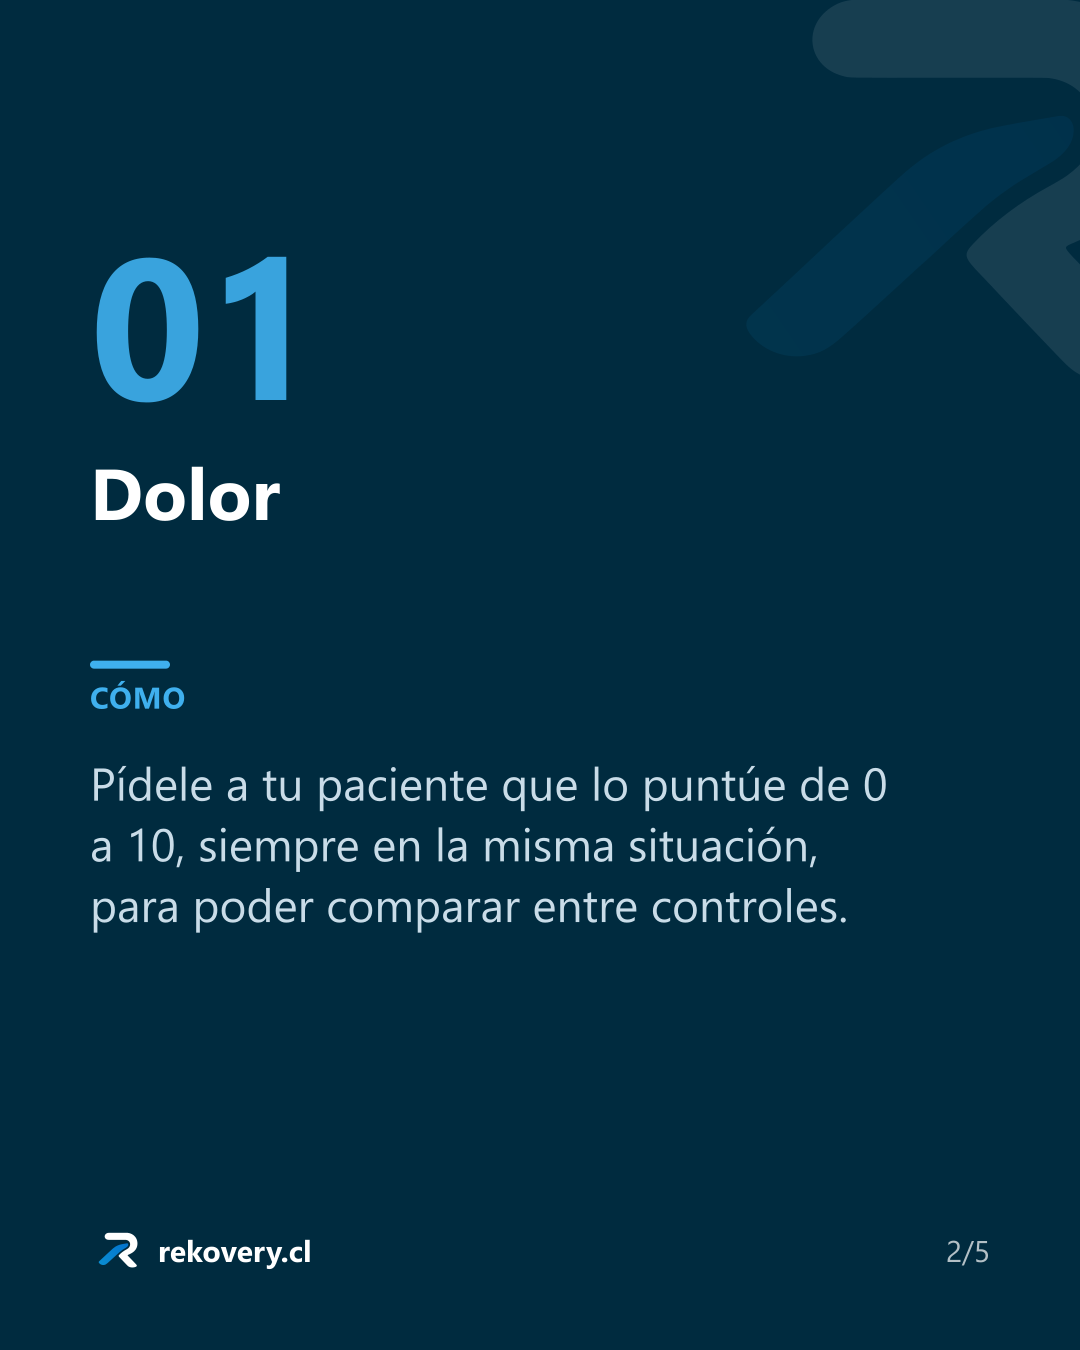 01
Dolor
CÓMO
Pídele a tu paciente que lo puntúe de 0
a 10, siempre en la misma situación,
para poder comparar entre controles.
rekovery.cl
2/5